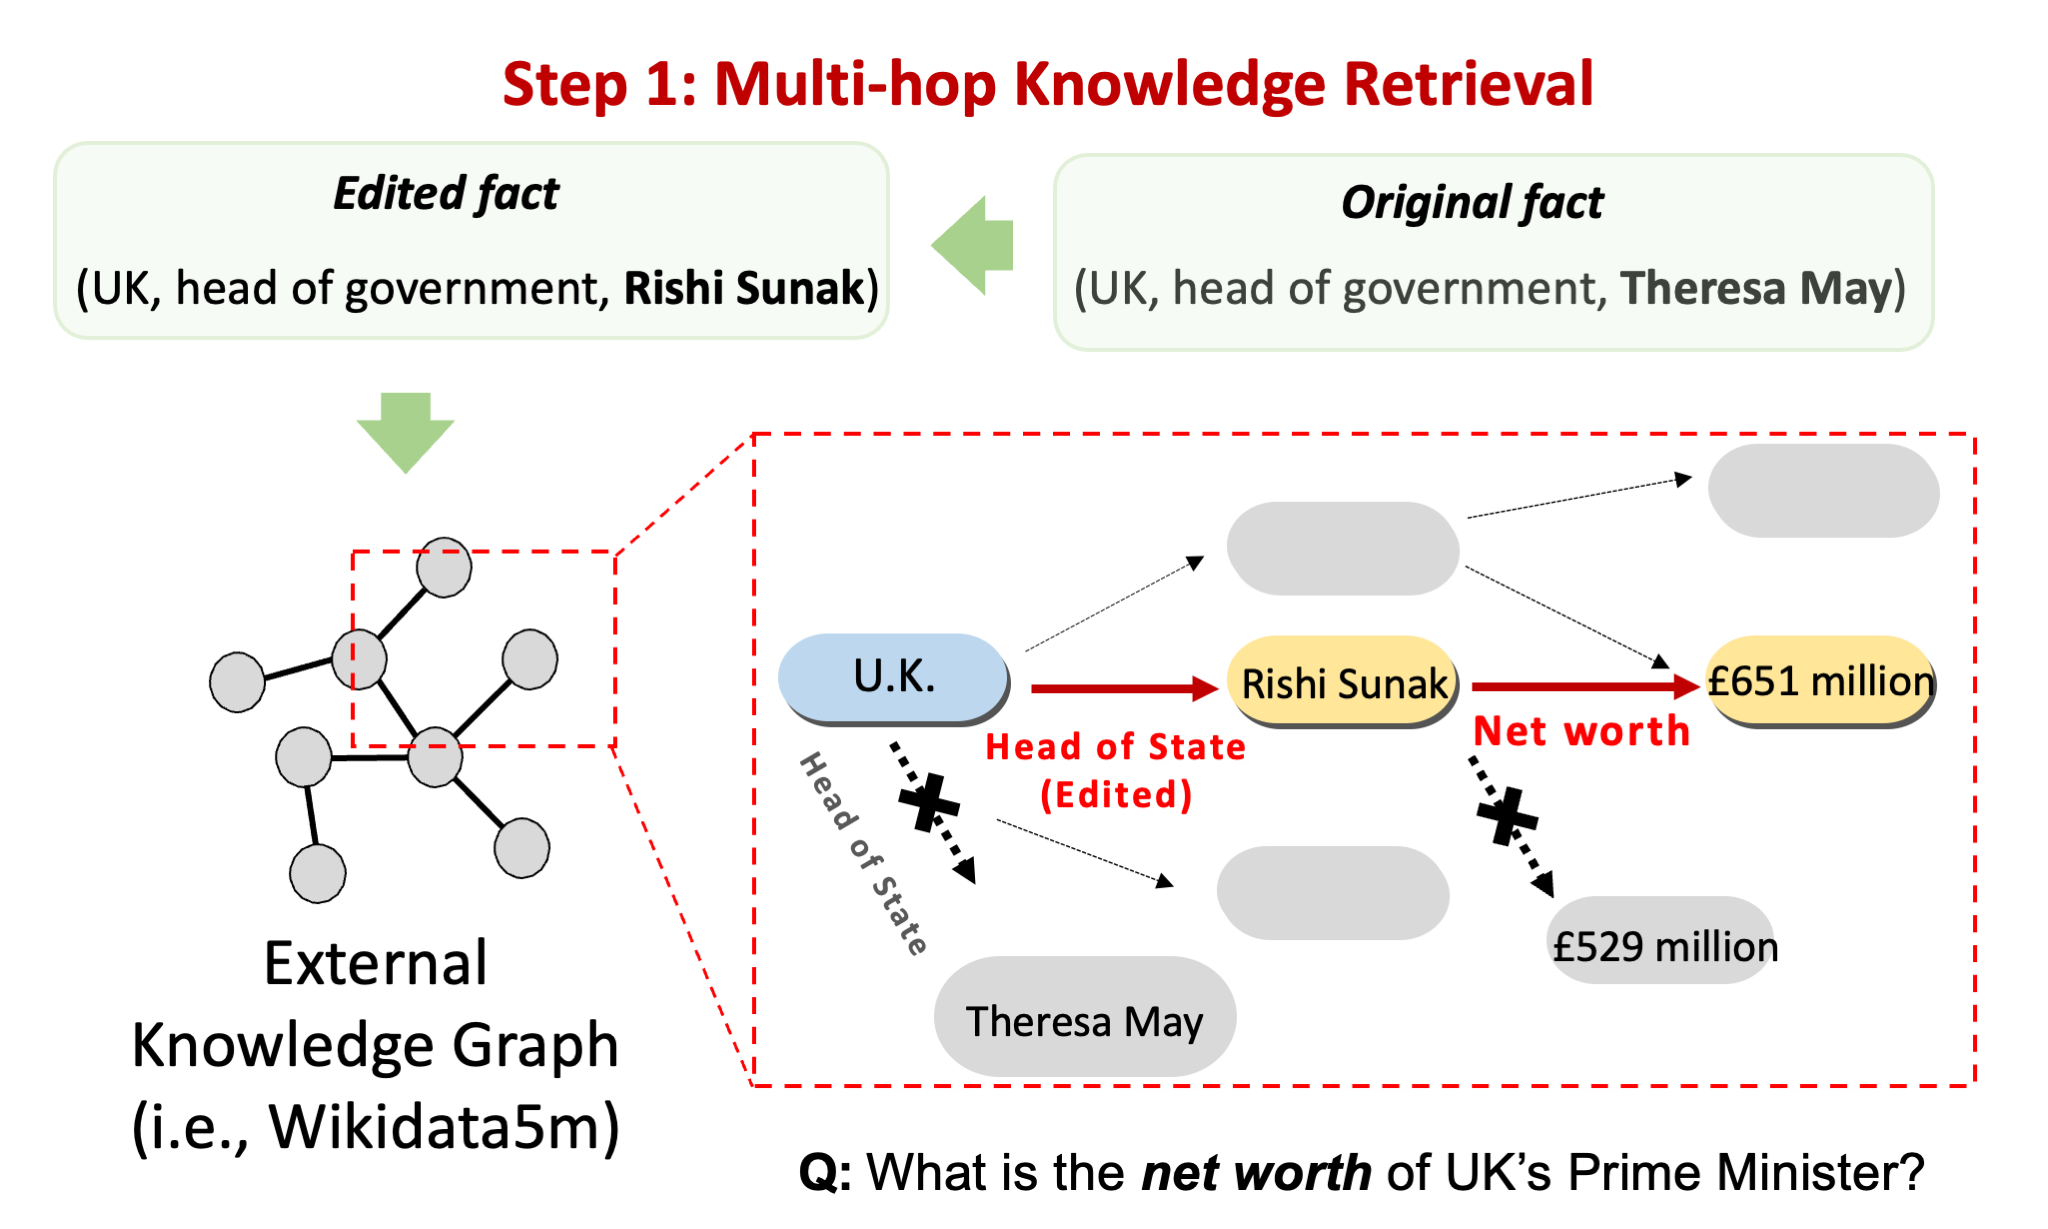 Step 1: Multi-hop Knowledge Retrieval
Edited fact
(UK, head of government, Rishi Sunak)
Original fact
(UK, head of government, Theresa May)
U.K.
Rishi Sunak
£651 million
Head of State
(Edited)
Net worth
Head of State
Theresa May
£529 million
External
Knowledge Graph
(i.e., Wikidata5m)
Q: What is the net worth of UK’s Prime Minister?